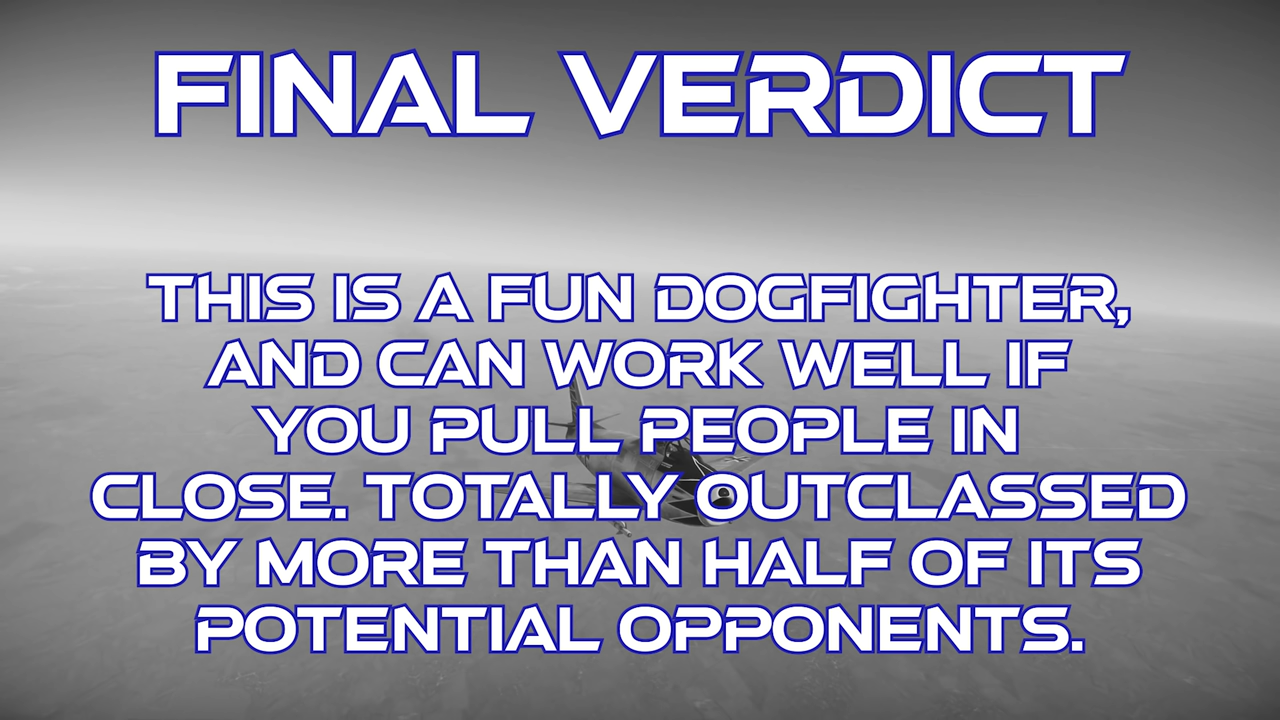 FINAL VERDICT
THIS IS A FUN DOGFIGHTER,
AND CAN WORK WELL IF
YOU PULL PEOPLE IN
CLOSE. TOTALLY OUTCLASSED
BY MORE THAN HALF OF ITS
POTENTIAL OPPONENTS.